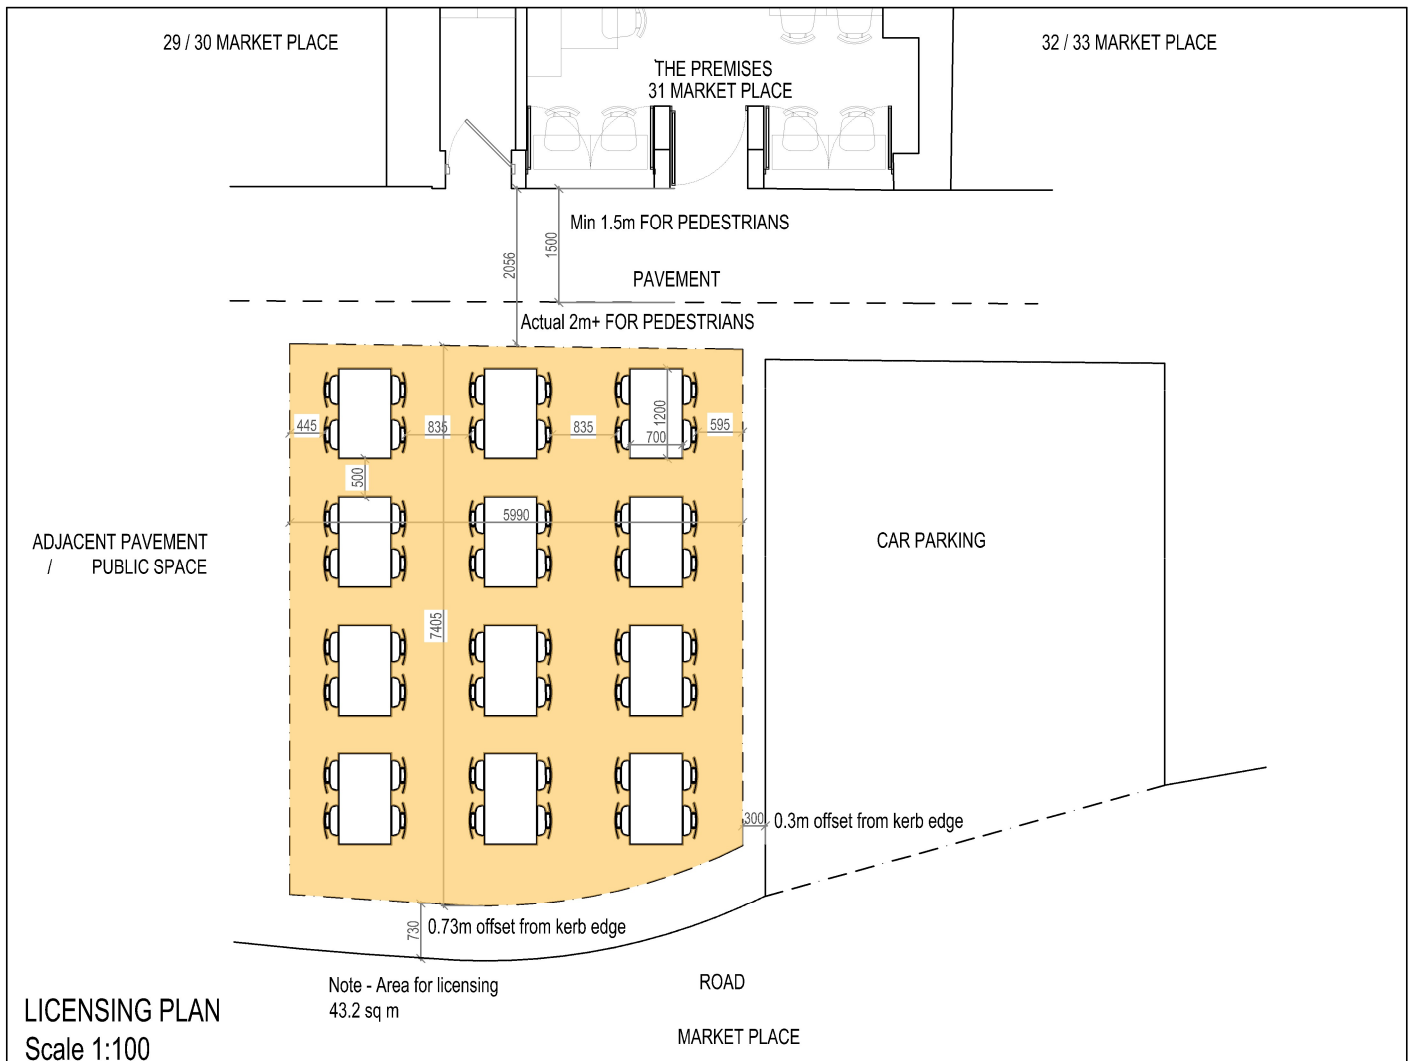 29 / 30 MARKET PLACE
32 / 33 MARKET PLACE
THE PREMISES
31 MARKET PLACE
Min 1.5m FOR PEDESTRIANS
1500
2056
PAVEMENT
Actual 2m+ FOR PEDESTRIANS
445
835
835
1200
700
595
500
5990
ADJACENT PAVEMENT
/ PUBLIC SPACE
CAR PARKING
7405
300
0.3m offset from kerb edge
730
0.73m offset from kerb edge
Note - Area for licensing
43.2 sq m
ROAD
MARKET PLACE
LICENSING PLAN
Scale 1:100